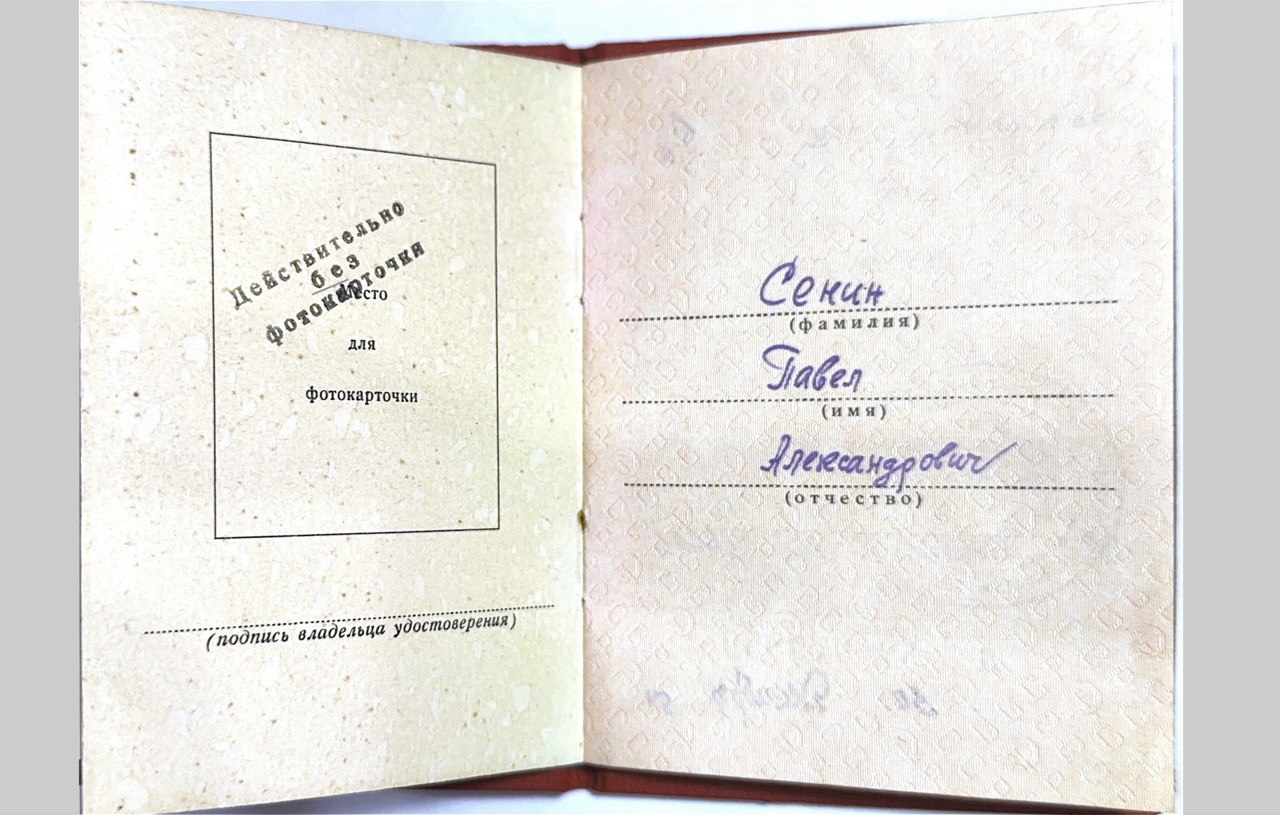 Действительно
без
фотокарточки
Место
для
фотокарточки
(подпись владельца удостоверения)
Сенин
(фамилия)
Павел
(имя)
Александрович
(отчество)